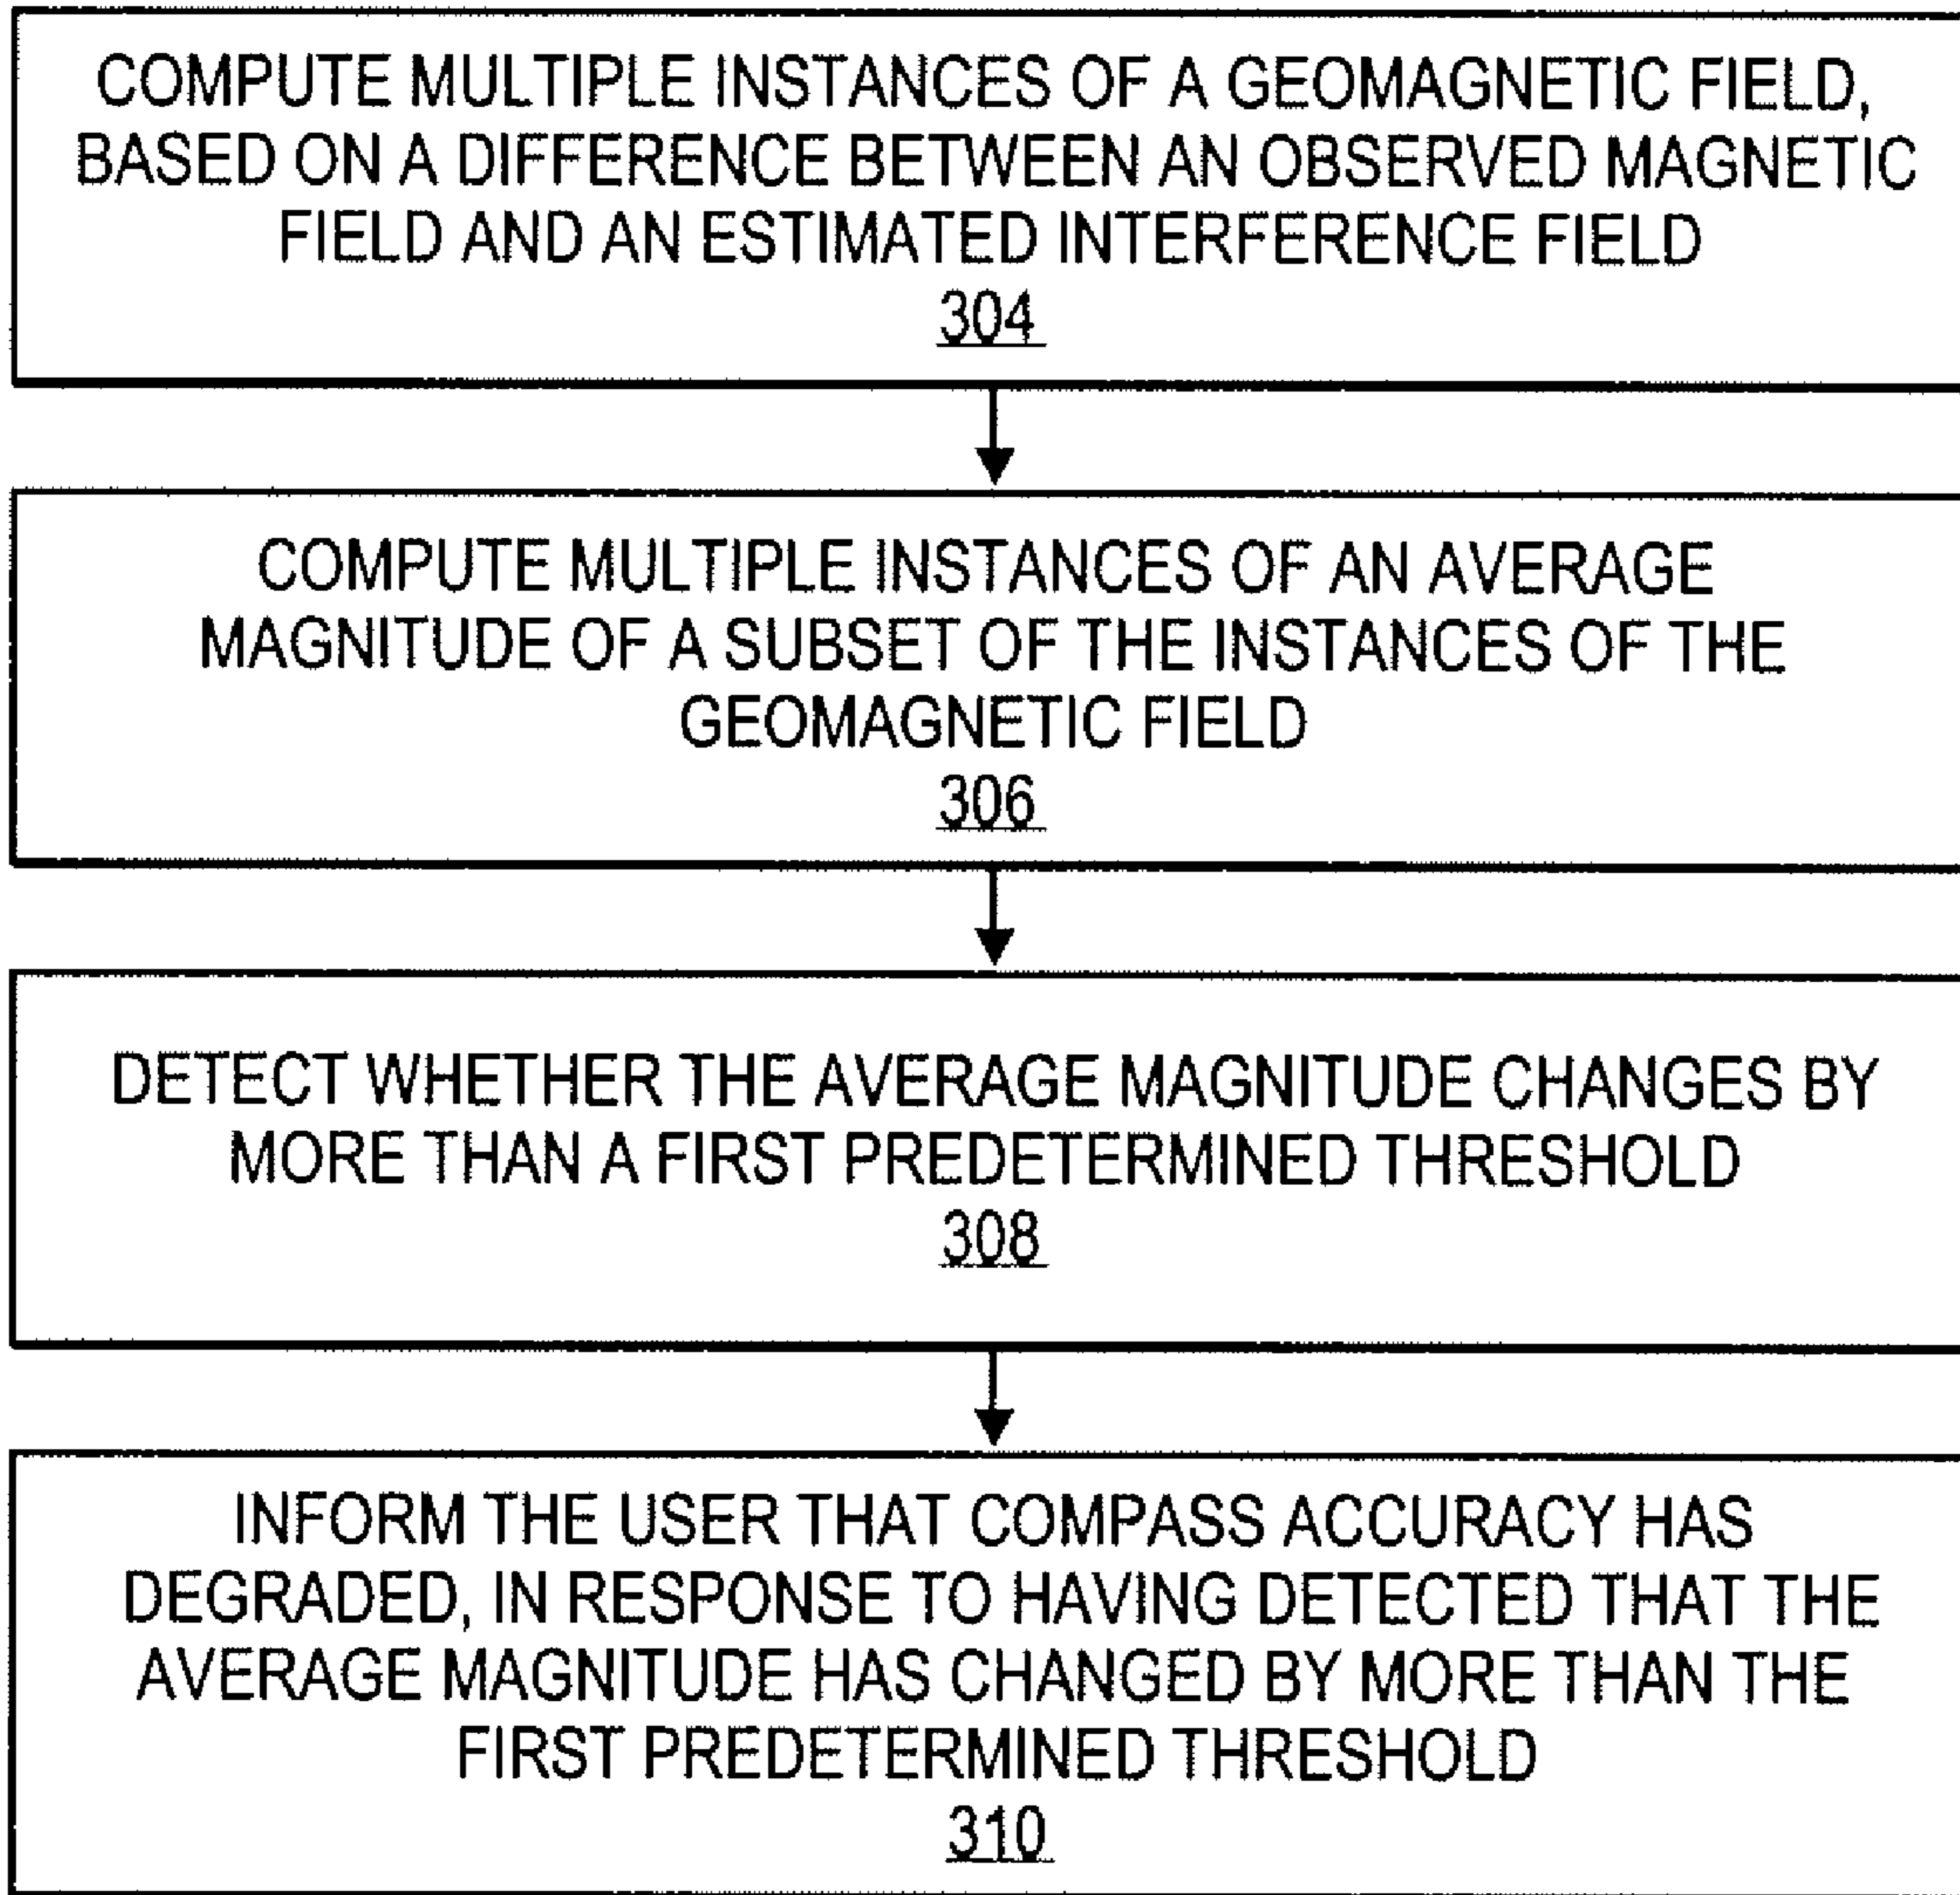 COMPUTE MULTIPLE INSTANCES OF A GEOMAGNETIC FIELD,
BASED ON A DIFFERENCE BETWEEN AN OBSERVED MAGNETIC
FIELD AND AN ESTIMATED INTERFERENCE FIELD
304
COMPUTE MULTIPLE INSTANCES OF AN AVERAGE
MAGNITUDE OF A SUBSET OF THE INSTANCES OF THE
GEOMAGNETIC FIELD
306
DETECT WHETHER THE AVERAGE MAGNITUDE CHANGES BY
MORE THAN A FIRST PREDETERMINED THRESHOLD
308
INFORM THE USER THAT COMPASS ACCURACY HAS
DEGRADED, IN RESPONSE TO HAVING DETECTED THAT THE
AVERAGE MAGNITUDE HAS CHANGED BY MORE THAN THE
FIRST PREDETERMINED THRESHOLD
310